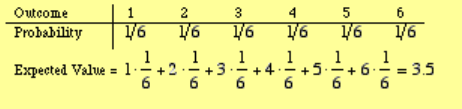 Outcome 1 2 3 4 5 6
Probability 1/6 1/6 1/6 1/6 1/6 1/6
Expected Value = 1·1/6 + 2·1/6 + 3·1/6 + 4·1/6 + 5·1/6 + 6·1/6 = 3.5